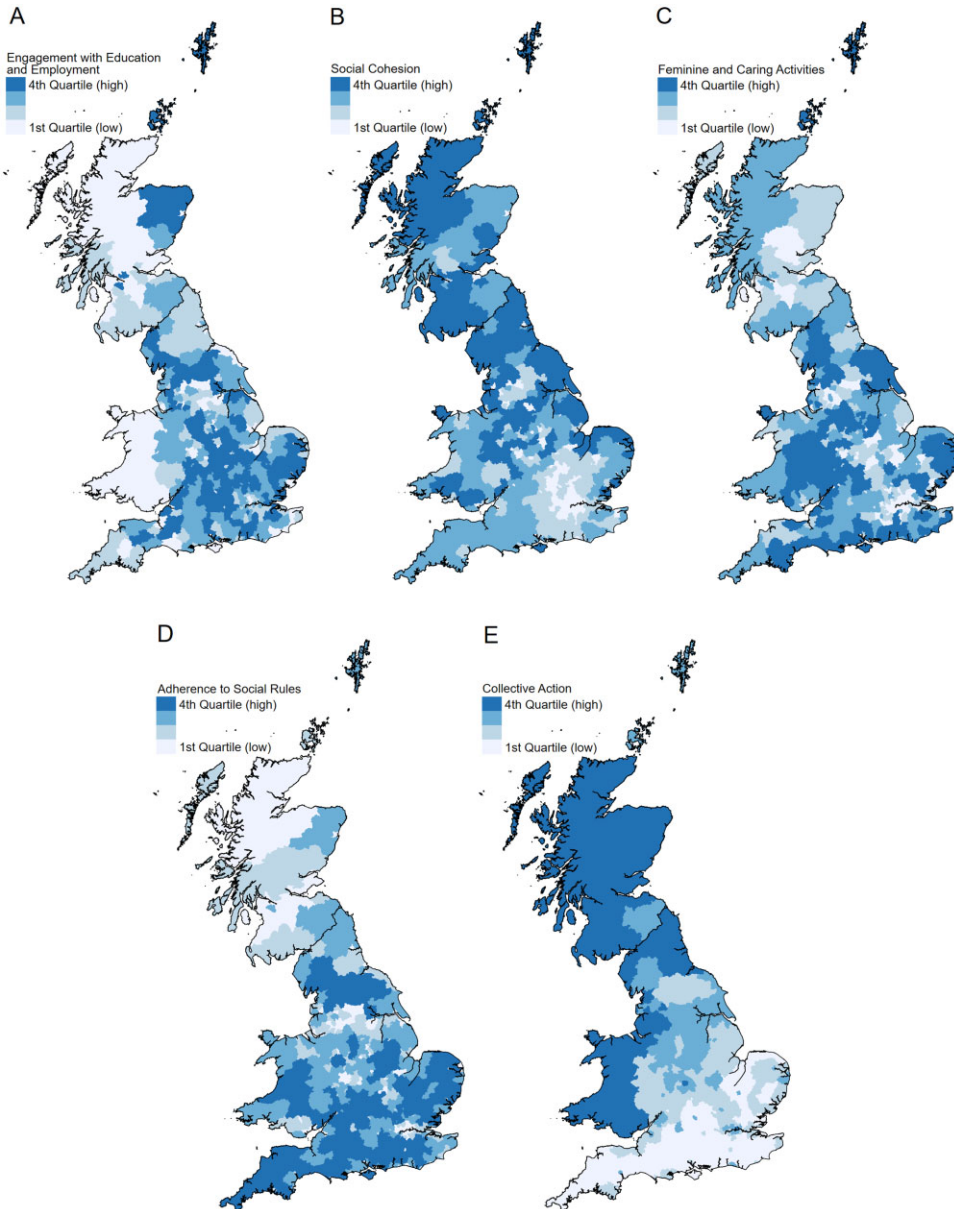 A
Engagement with Education
and Employment
4th Quartile (high)
1st Quartile (low)
B
Social Cohesion
4th Quartile (high)
1st Quartile (low)
C
Feminine and Caring Activities
4th Quartile (high)
1st Quartile (low)
D
Adherence to Social Rules
4th Quartile (high)
1st Quartile (low)
E
Collective Action
4th Quartile (high)
1st Quartile (low)